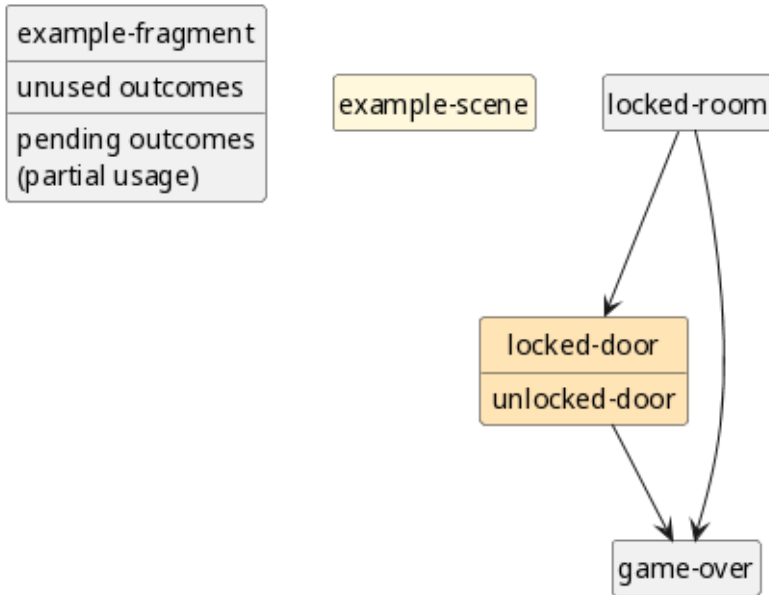 example-fragment
unused outcomes
pending outcomes
(partial usage)
example-scene
locked-room
locked-door
unlocked-door
game-over